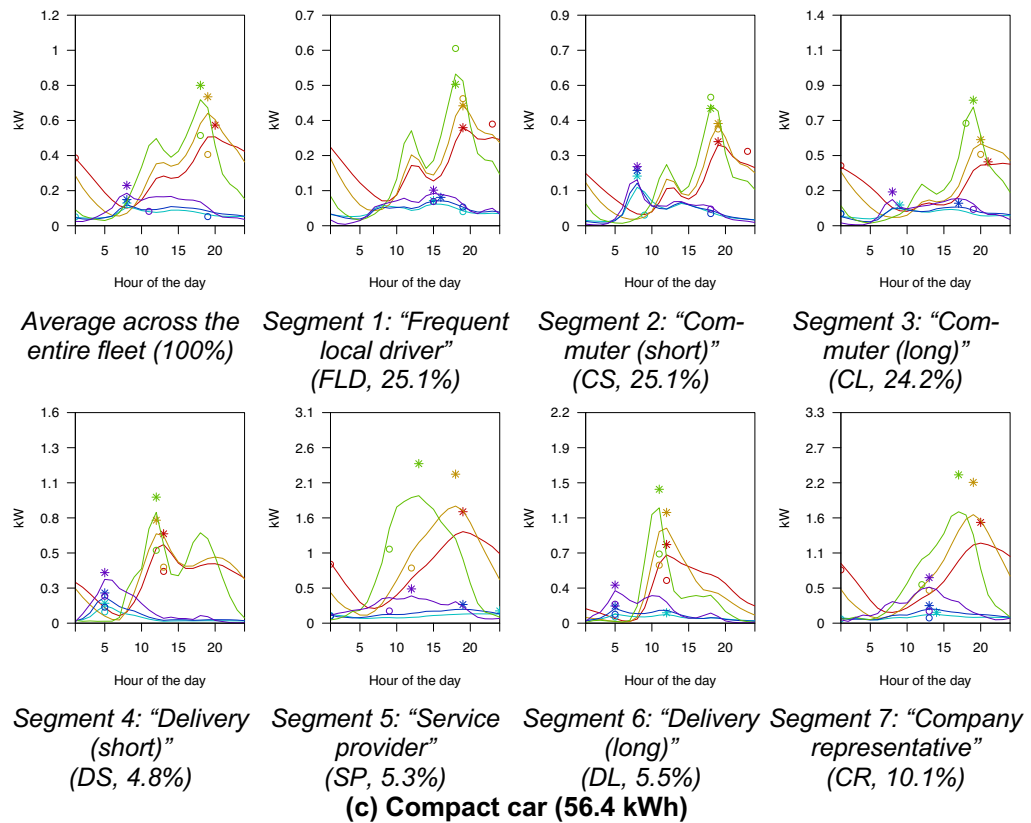 1.2
1
0.8
0.6
0.4
0.2
0
kW
5 10 15 20
Hour of the day
Average across the
entire fleet (100%)
0.7
0.6
0.5
0.3
0.2
0.1
0
kW
5 10 15 20
Hour of the day
Segment 1: “Frequent
local driver”
(FLD, 25.1%)
0.9
0.7
0.6
0.4
0.3
0.1
0
kW
5 10 15 20
Hour of the day
Segment 2: “Com-
muter (short)”
(CS, 25.1%)
1.4
1.1
0.9
0.7
0.5
0.2
0
kW
5 10 15 20
Hour of the day
Segment 3: “Com-
muter (long)”
(CL, 24.2%)
1.6
1.3
1.1
0.8
0.5
0.3
0
kW
5 10 15 20
Hour of the day
Segment 4: “Delivery
(short)”
(DS, 4.8%)
3.1
2.6
2.1
1.6
1
0.5
0
kW
5 10 15 20
Hour of the day
Segment 5: “Service
provider”
(SP, 5.3%)
2.2
1.9
1.5
1.1
0.7
0.4
0
kW
5 10 15 20
Hour of the day
Segment 6: “Delivery
(long)”
(DL, 5.5%)
3.3
2.7
2.2
1.6
1.1
0.5
0
kW
5 10 15 20
Hour of the day
Segment 7: “Company
representative”
(CR, 10.1%)
(c) Compact car (56.4 kWh)